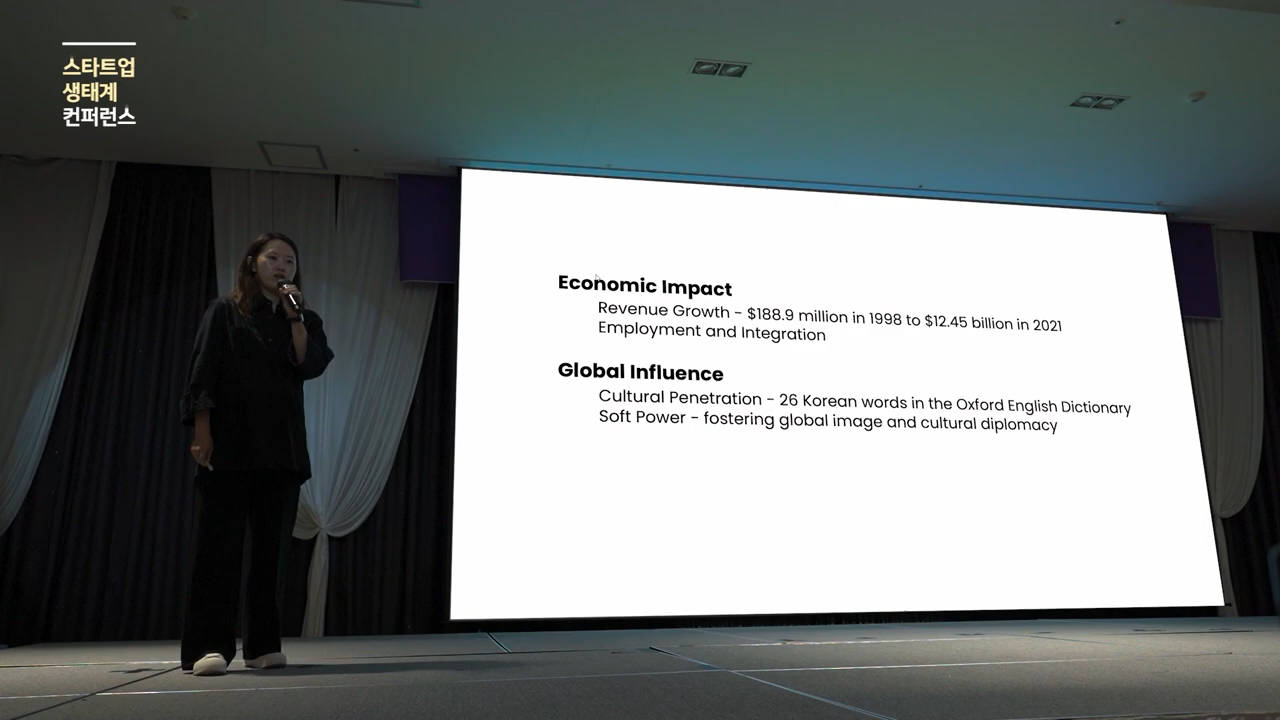 스타트업
생태계
컨퍼런스
Economic Impact
Revenue Growth - $188.9 million in 1998 to $12.45 billion in 2021
Employment and Integration
Global Influence
Cultural Penetration - 26 Korean words in the Oxford English Dictionary
Soft Power - fostering global image and cultural diplomacy